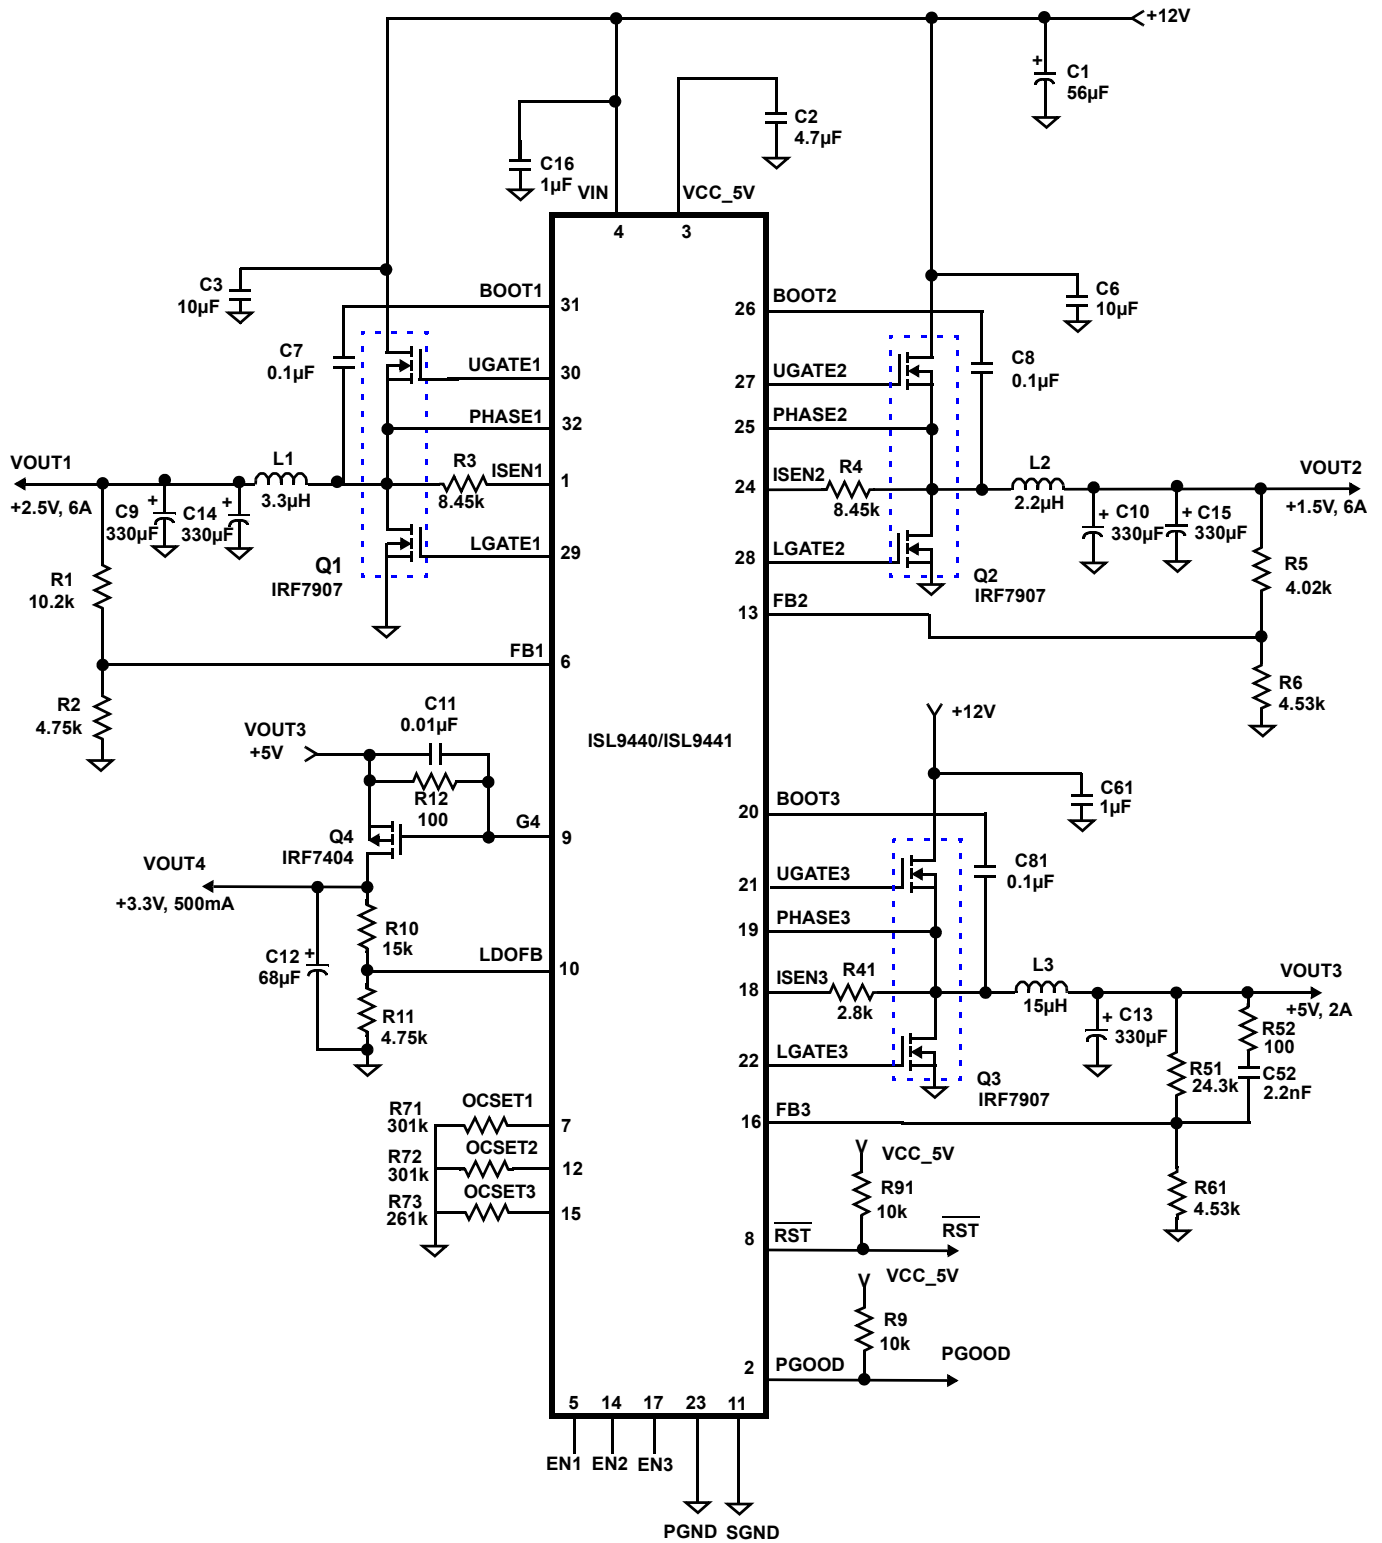 +12V
C1
56µF
C2
4.7µF
C16
1µF
VIN
VCC_5V
4
3
C3
10µF
BOOT1
31
26
BOOT2
C6
10µF
C7
0.1µF
UGATE1
30
27
UGATE2
C8
0.1µF
PHASE1
32
25
PHASE2
VOUT1
+2.5V, 6A
C9
330µF
C14
330µF
L1
3.3µH
R3
8.45k
ISEN1
1
24
ISEN2
R4
8.45k
L2
2.2µH
C10
330µF
C15
330µF
VOUT2
+1.5V, 6A
LGATE1
29
28
LGATE2
Q1
IRF7907
Q2
IRF7907
R1
10.2k
R5
4.02k
13
FB2
FB1
6
R2
4.75k
R6
4.53k
ISL9440/ISL9441
VOUT3
+5V
C11
0.01µF
R12
100
+12V
C61
1µF
Q4
IRF7404
G4
9
20
BOOT3
VOUT4
+3.3V, 500mA
21
UGATE3
C81
0.1µF
R10
15k
19
PHASE3
C12
68µF
LDOFB
10
18
ISEN3
R41
2.8k
L3
15µH
C13
330µF
VOUT3
+5V, 2A
R11
4.75k
R52
100
R51
24.3k
C52
2.2nF
22
LGATE3
Q3
IRF7907
16
FB3
R71
301k
OCSET1
7
R72
301k
OCSET2
12
R73
261k
OCSET3
15
VCC_5V
R91
10k
R61
4.53k
8
RST
RST
VCC_5V
R9
10k
2
PGOOD
PGOOD
5
14
17
23
11
EN1
EN2
EN3
PGND
SGND